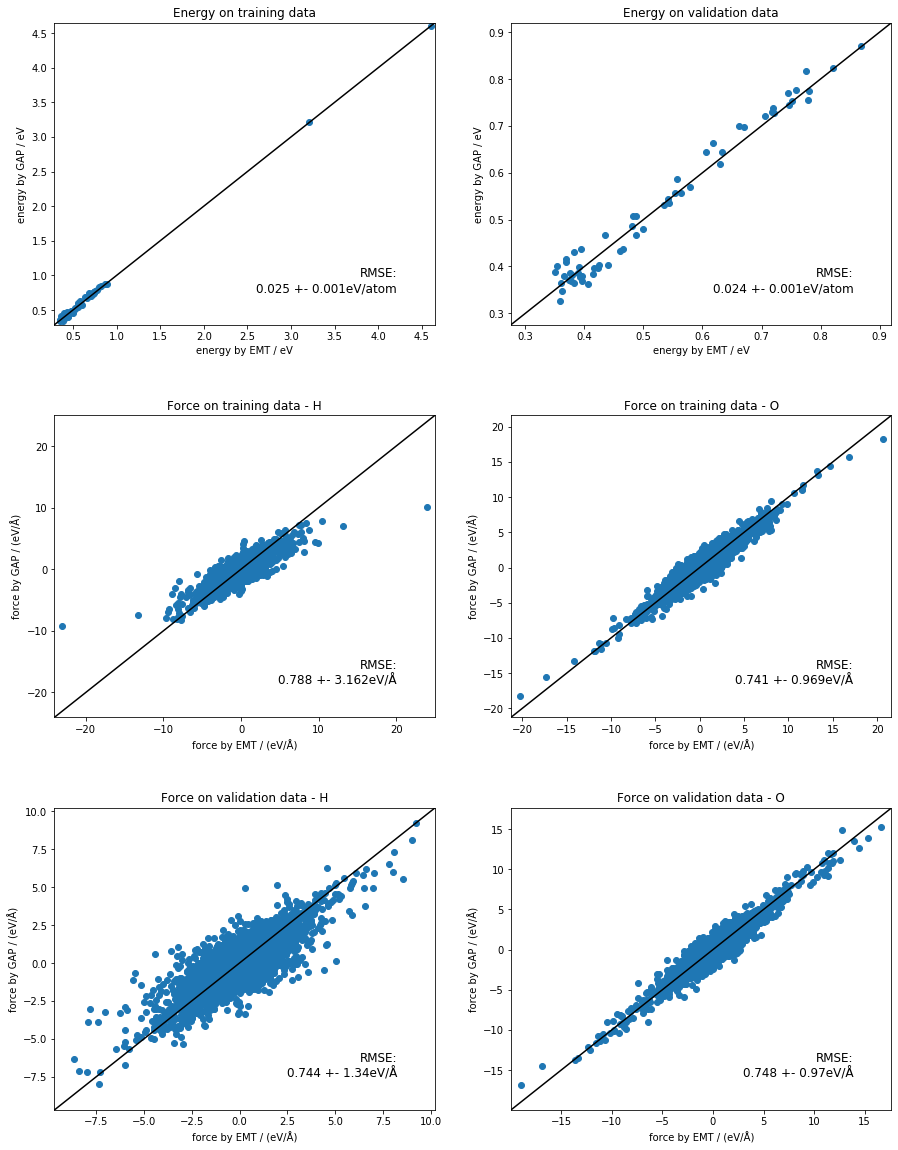 Energy on training data
energy by GAP / eV
4.5
4.0
3.5
3.0
2.5
2.0
1.5
1.0
0.5
RMSE:
0.025 +- 0.001eV/atom
0.5 1.0 1.5 2.0 2.5 3.0 3.5 4.0 4.5
energy by EMT / eV
Energy on validation data
energy by GAP / eV
0.9
0.8
0.7
0.6
0.5
0.4
0.3
RMSE:
0.024 +- 0.001eV/atom
0.3 0.4 0.5 0.6 0.7 0.8 0.9
energy by EMT / eV
Force on training data - H
force by GAP / (eV/Å)
20
10
0
−10
−20
RMSE:
0.788 +- 3.162eV/Å
−20 −10 0 10 20
force by EMT / (eV/Å)
Force on training data - O
force by GAP / (eV/Å)
20
15
10
5
0
−5
−10
−15
−20
RMSE:
0.741 +- 0.969eV/Å
−20 −15 −10 −5 0 5 10 15 20
force by EMT / (eV/Å)
Force on validation data - H
force by GAP / (eV/Å)
10.0
7.5
5.0
2.5
0.0
−2.5
−5.0
−7.5
RMSE:
0.744 +- 1.34eV/Å
−7.5 −5.0 −2.5 0.0 2.5 5.0 7.5 10.0
force by EMT / (eV/Å)
Force on validation data - O
force by GAP / (eV/Å)
15
10
5
0
−5
−10
−15
RMSE:
0.748 +- 0.97eV/Å
−15 −10 −5 0 5 10 15
force by EMT / (eV/Å)